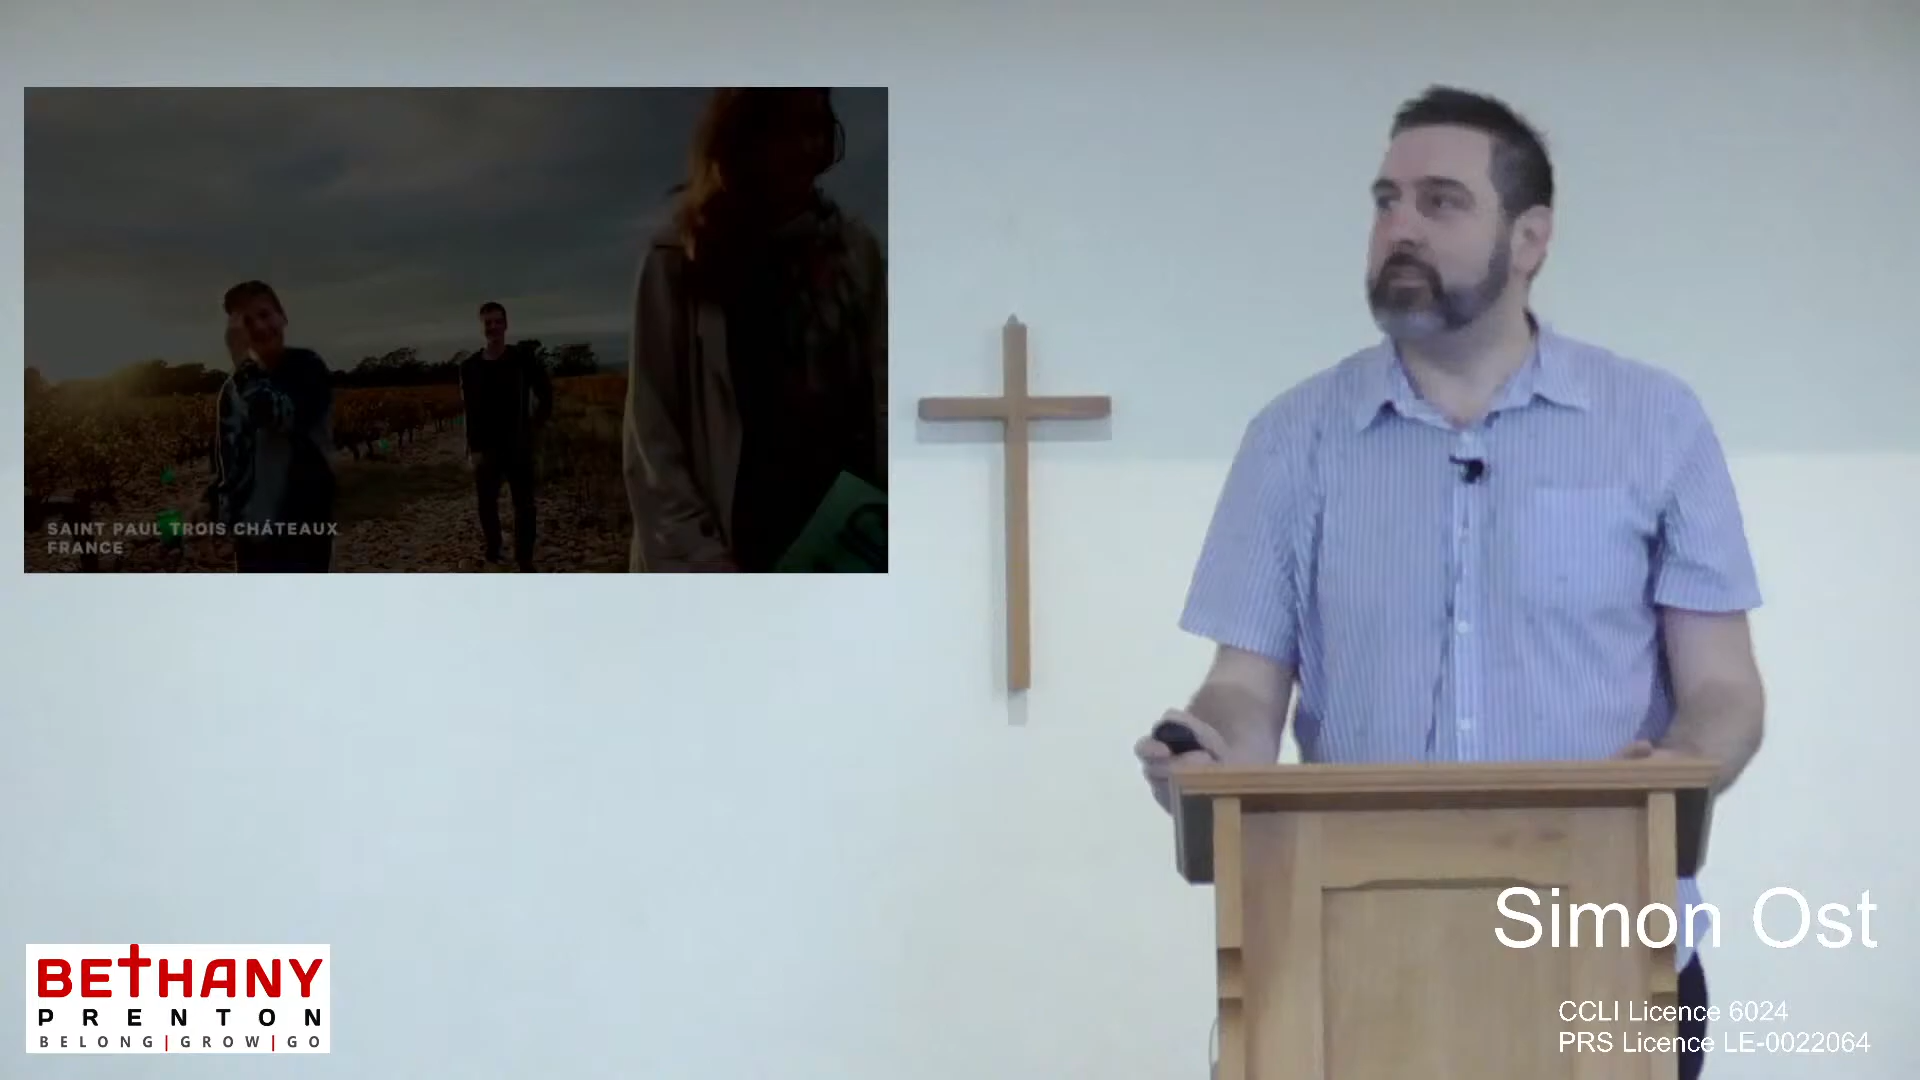 SAINT PAUL TROIS CHÂTEAUX
FRANCE
Simon Ost
BETHANY
PRENTON
BELONG|GROW|GO
CCLI Licence 6024
PRS Licence LE-0022064